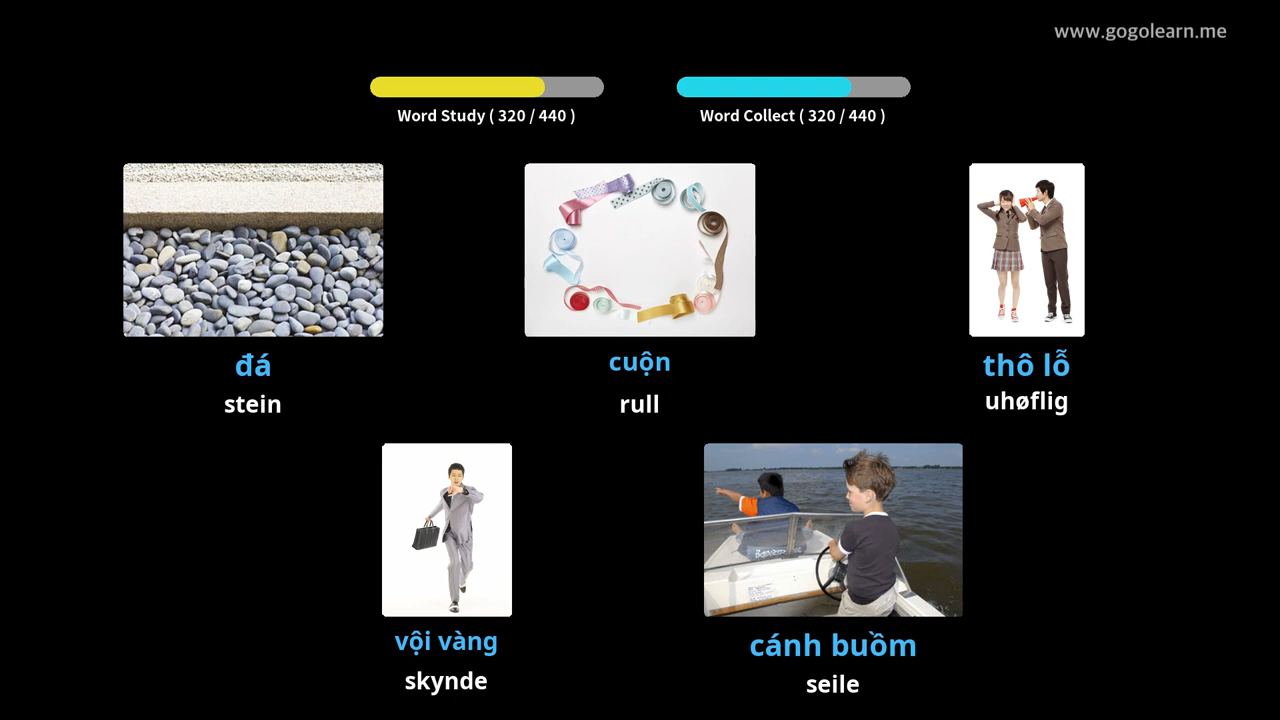 www.gogolearn.me
Word Study ( 320 / 440 )
Word Collect ( 320 / 440 )
đá
stein
cuộn
rull
thô lỗ
uhøflig
vội vàng
skynde
cánh buồm
seile